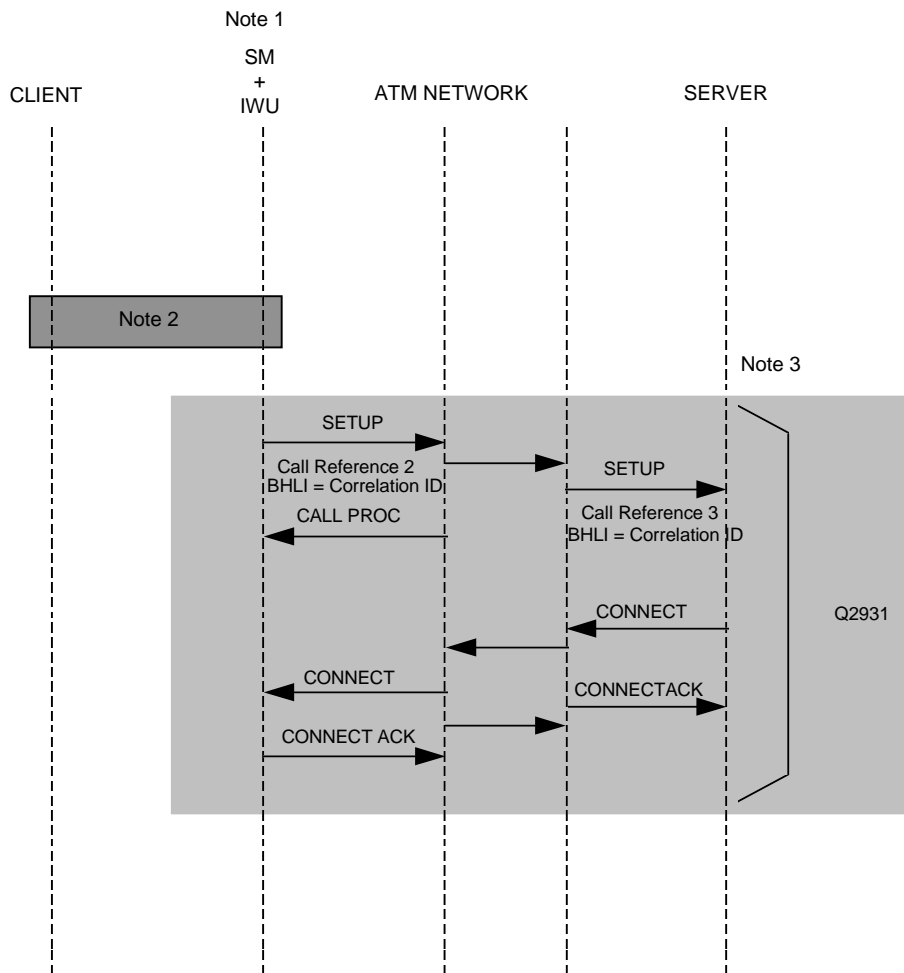 Note 1
SM
+
IWU
CLIENT
ATM NETWORK
SERVER
Note 2
Note 3
SETUP
Call Reference 2
BHLI = Correlation ID
SETUP
CALL PROC
Call Reference 3
BHLI = Correlation ID
CONNECT
Q2931
CONNECT
CONNECTACK
CONNECT ACK